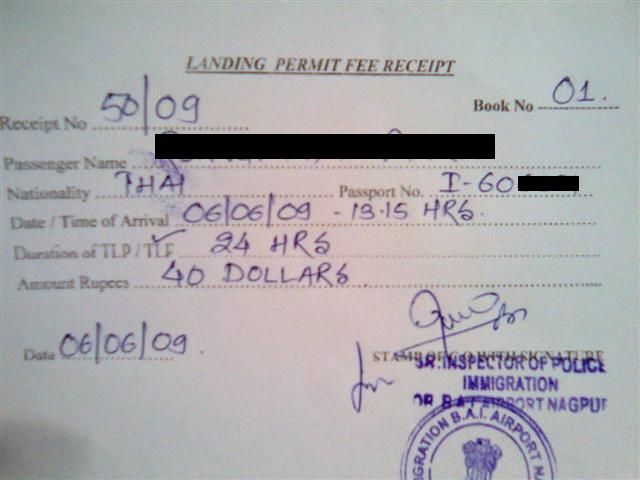 LANDING PERMIT FEE RECEIPT
Receipt No 50/09 Book No 01.
Passenger Name
Nationality THAI Passport No. I-60
Date / Time of Arrival 06/06/09 - 13.15 HRS.
Duration of TLP / TLF 24 HRS
Amount Rupees 40 DOLLARS
Date 06/06/09.
STAMP OF C.O WITH SIGNATURE
SR. INSPECTOR OF POLICE
IMMIGRATION
DR. B.A.I AIRPORT NAGPUR
IMMIGRATION B.A.I. AIRPORT NA